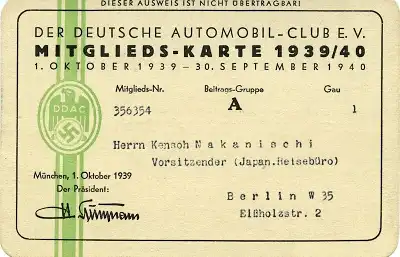 DIESER AUSWEIS IST NICHT ÜBERTRAGBAR!
DER DEUTSCHE AUTOMOBIL-CLUB E. V.
MITGLIEDS-KARTE 1939/40
1. OKTOBER 1939 – 30. SEPTEMBER 1940
Mitglieds-Nr. Beitrags-Gruppe Gau
356354 A 1
DDAC
Herrn Kensoh Nakanischi
Vorsitzender (Japan.Reisebüro)
München, 1. Oktober 1939
Der Präsident:
Berlin W 35
Elßholzstr. 2